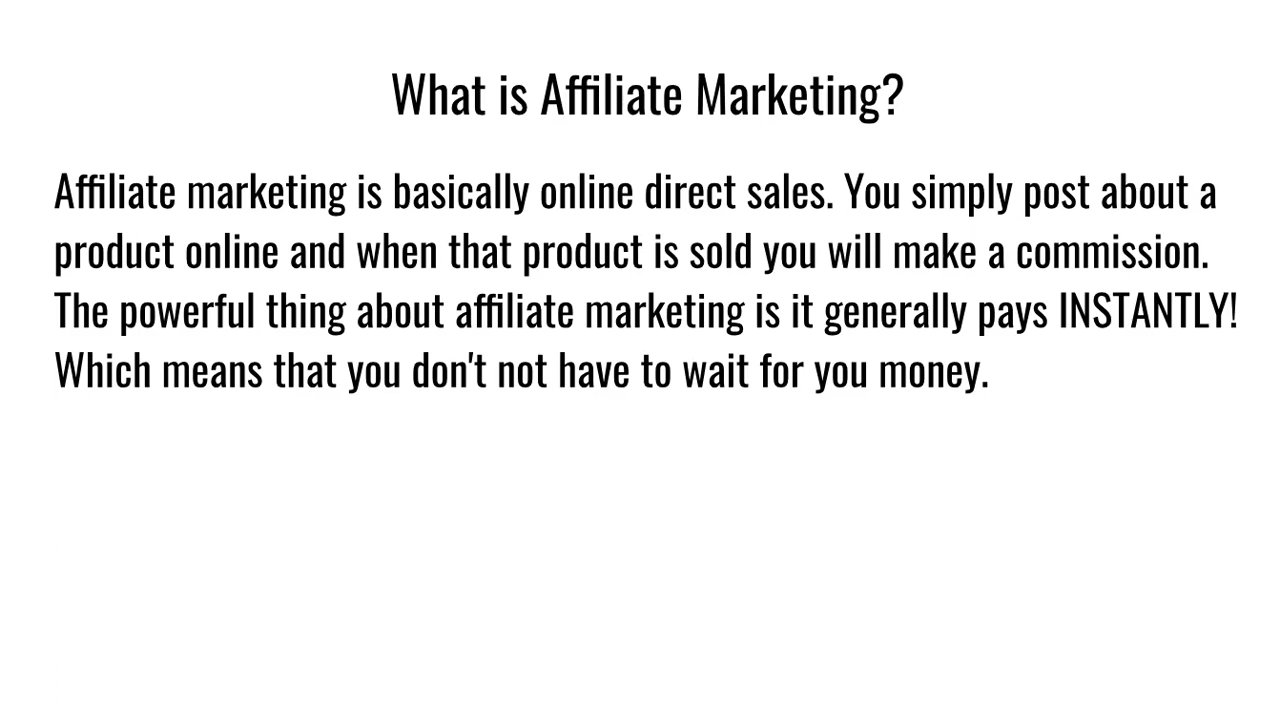 What is Affiliate Marketing?
Affiliate marketing is basically online direct sales. You simply post about a
product online and when that product is sold you will make a commission.
The powerful thing about affiliate marketing is it generally pays INSTANTLY!
Which means that you don't not have to wait for you money.